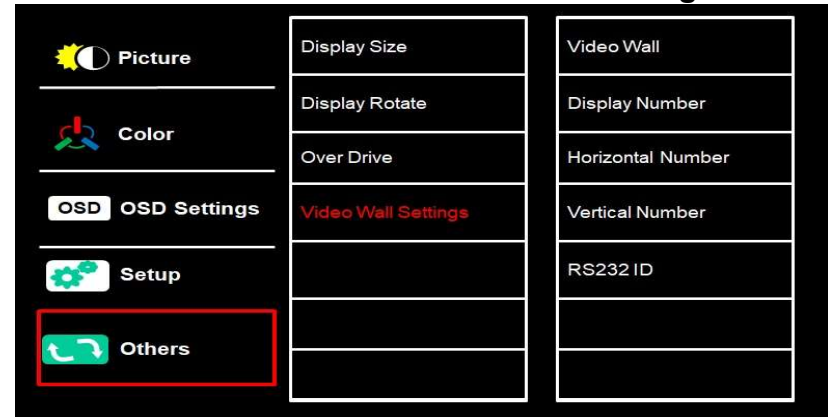 Picture
Color
OSD OSD Settings
Setup
Others
Display Size
Display Rotate
Over Drive
Video Wall Settings
Video Wall
Display Number
Horizontal Number
Vertical Number
RS232 ID